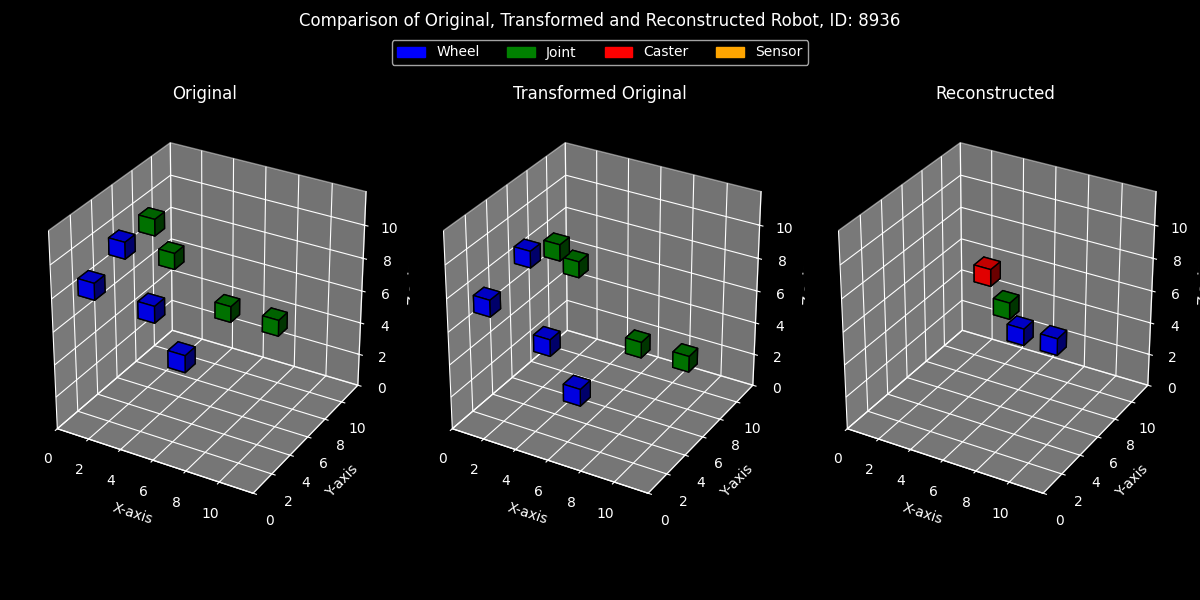 Comparison of Original, Transformed and Reconstructed Robot, ID: 8936
Wheel Joint Caster Sensor
Original Transformed Original Reconstructed
10 10 10
8 8 8
6 6 6
4 4 4
2 2 2
0 0 0
0 2 4 6 8 10 0 2 4 6 8 10 0 2 4 6 8 10
0 2 4 6 8 10 0 2 4 6 8 10 0 2 4 6 8 10
X-axis Y-axis X-axis Y-axis X-axis Y-axis